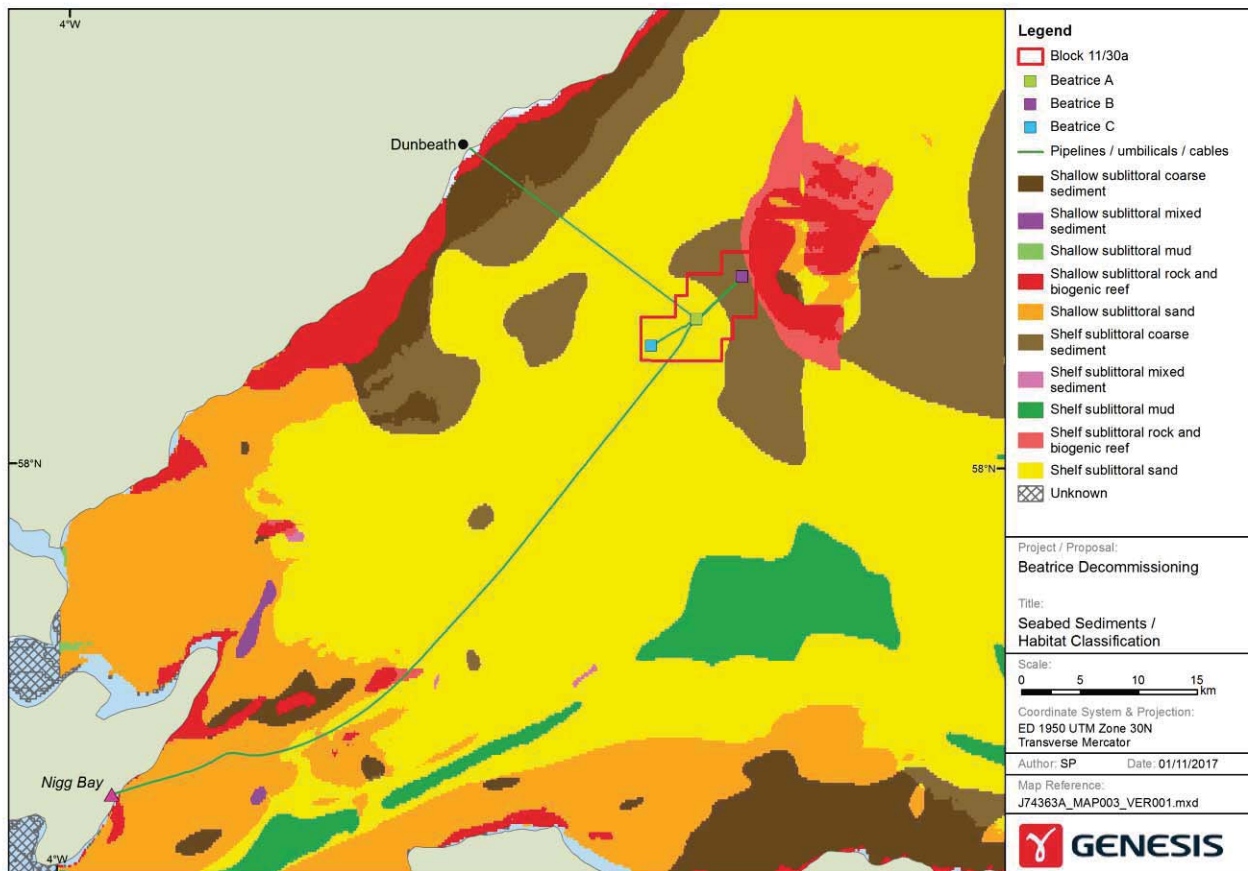 4°W
Dunbeath
58°N
58°N
Nigg Bay
4°W
Legend
Block 11/30a
Beatrice A
Beatrice B
Beatrice C
Pipelines / umbilicals / cables
Shallow sublittoral coarse
sediment
Shallow sublittoral mixed
sediment
Shallow sublittoral mud
Shallow sublittoral rock and
biogenic reef
Shallow sublittoral sand
Shelf sublittoral coarse
sediment
Shelf sublittoral mixed
sediment
Shelf sublittoral mud
Shelf sublittoral rock and
biogenic reef
Shelf sublittoral sand
Unknown
Project / Proposal:
Beatrice Decommissioning
Title:
Seabed Sediments /
Habitat Classification
Scale:
0 5 10 15
km
Coordinate System & Projection:
ED 1950 UTM Zone 30N
Transverse Mercator
Author: SP Date: 01/11/2017
Map Reference:
J74363A_MAP003_VER001.mxd
GENESIS